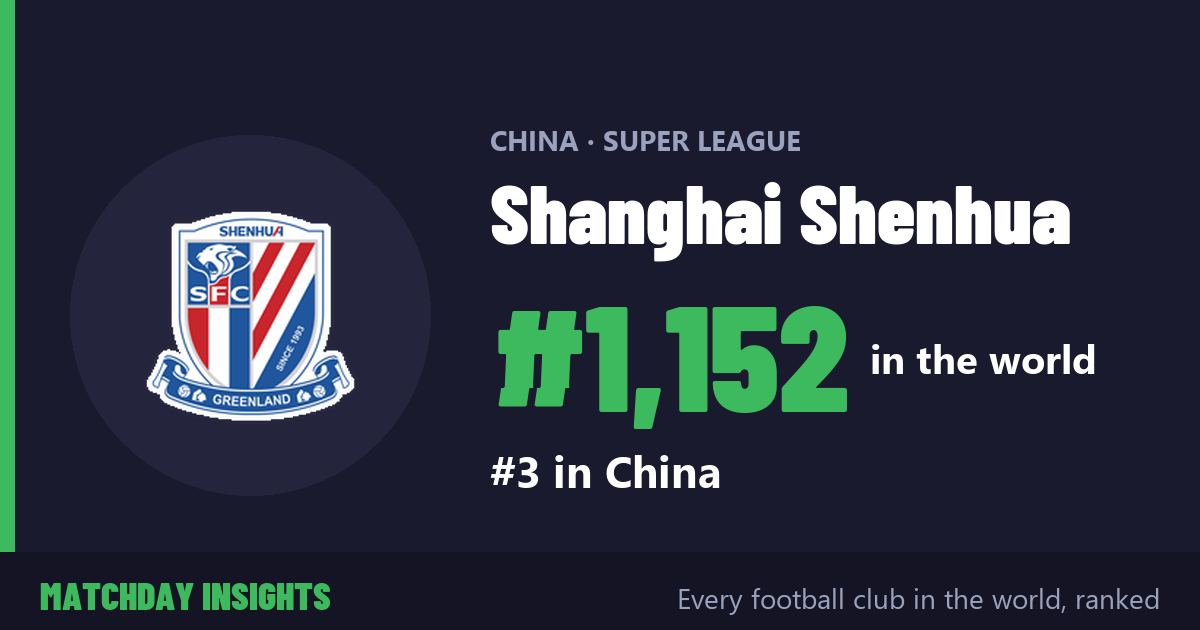 CHINA · SUPER LEAGUE
Shanghai Shenhua
#1,152 in the world
#3 in China
SHENHUA
SFC
SINCE 1993
GREENLAND
MATCHDAY INSIGHTS
Every football club in the world, ranked